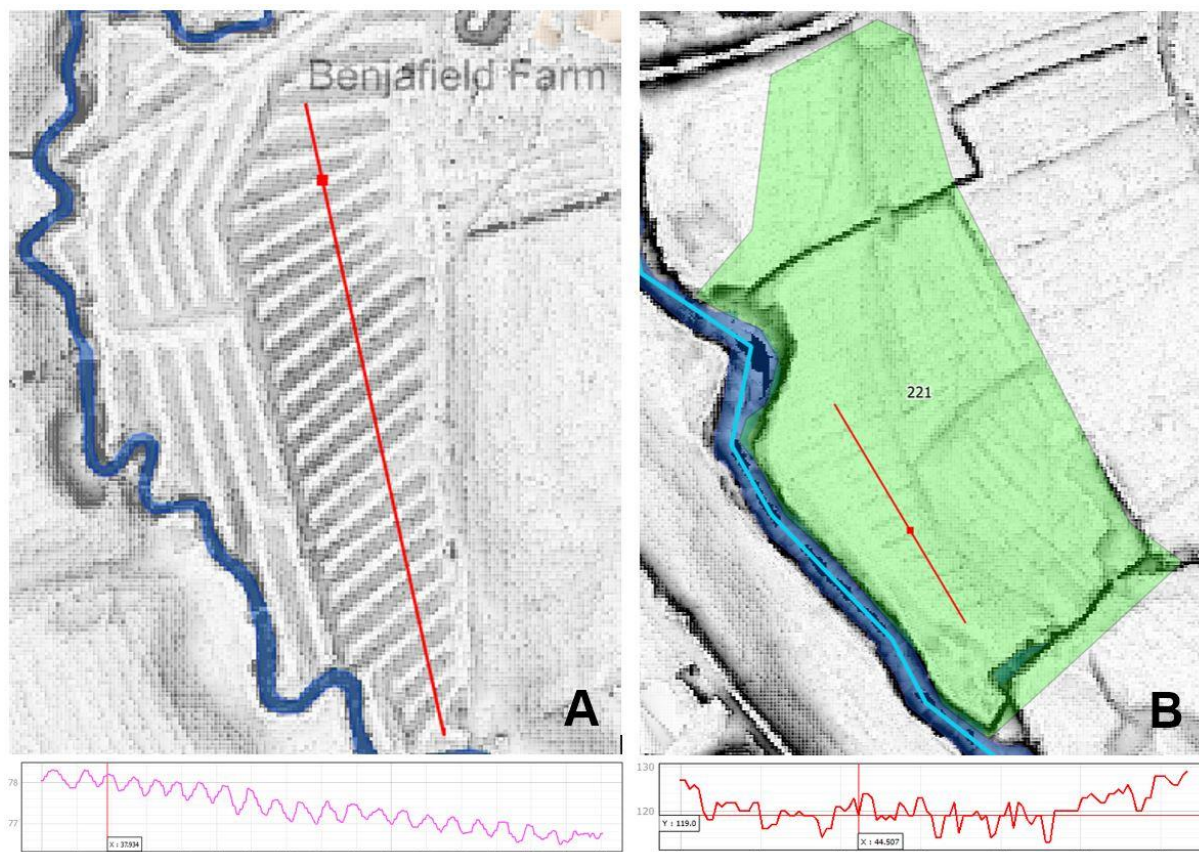 Benjafield Farm
221
A
B
78
77
X : 37.934
130
120
Y : 119.0
X : 44.507